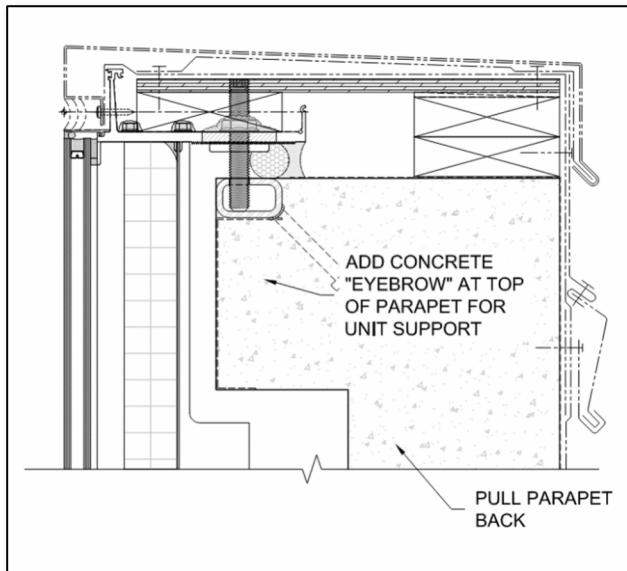 ADD CONCRETE
"EYEBROW" AT TOP
OF PARAPET FOR
UNIT SUPPORT
PULL PARAPET
BACK